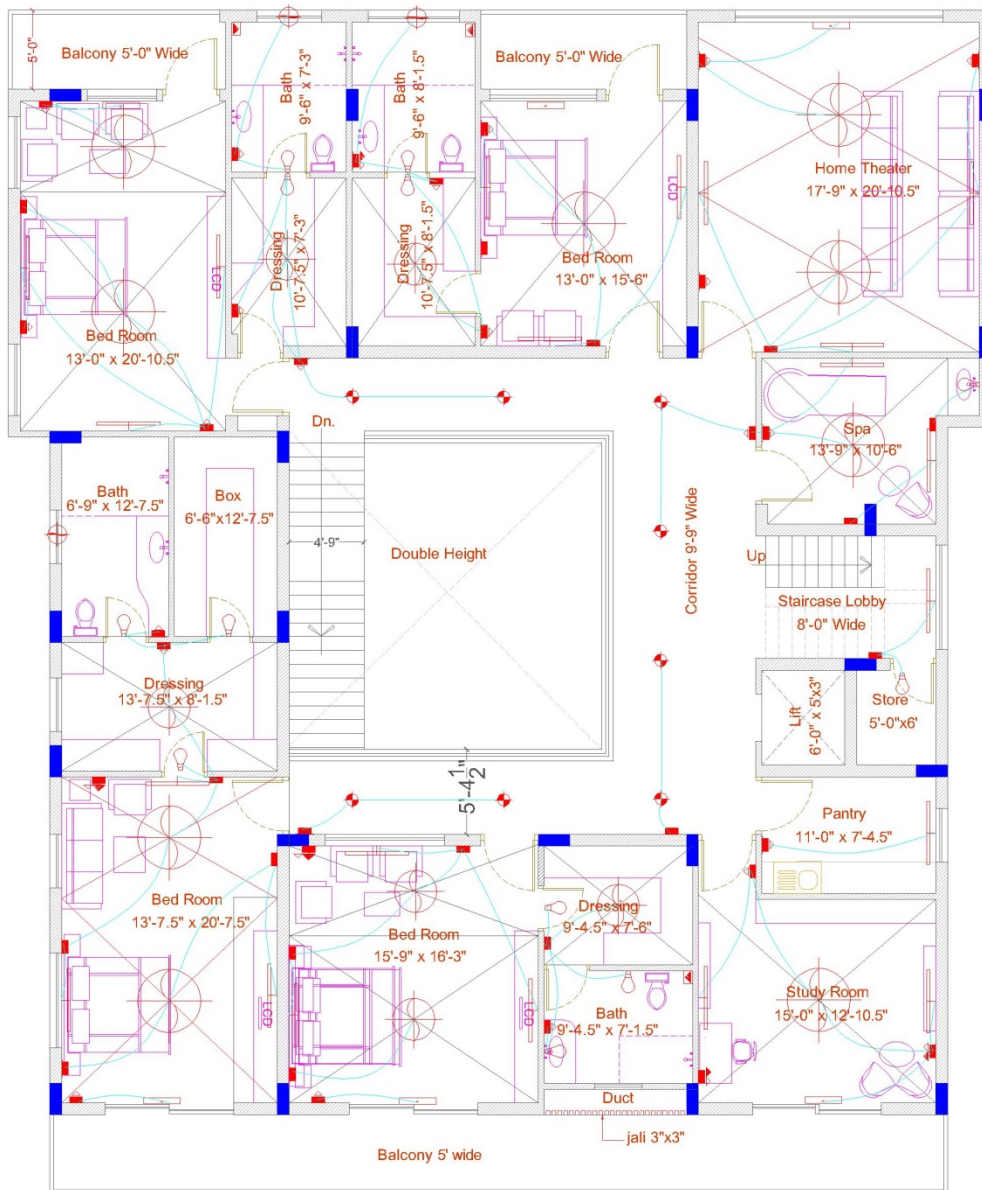 5'-0"
Balcony 5'-0" Wide
Bath
9'-6" x 7'-3"
Bath
9'-6" x 8'-1.5"
Balcony 5'-0" Wide
Home Theater
17'-9" x 20'-10.5"
LCD
Bed Room
13'-0" x 15'-6"
Dressing
10'-7.5" x 7'-3"
Dressing
10'-7.5" x 8'-1.5"
LCD
Bed Room
13'-0" x 20'-10.5"
Dn.
Spa
13'-9" x 10'-6"
Bath
6'-9" x 12'-7.5"
Box
6'-6"x12'-7.5"
4'-9"
Double Height
Corridor 9'-9" Wide
Up
Staircase Lobby
8'-0" Wide
Dressing
13'-7.5" x 8'-1.5"
Lift
6'-0" x 5'x3"
Store
5'-0"x6'
5'-4 1/2"
Pantry
11'-0" x 7'-4.5"
Bed Room
13'-7.5" x 20'-7.5"
LCD
Bed Room
15'-9" x 16'-3"
LCD
Dressing
9'-4.5" x 7'-6"
Bath
9'-4.5" x 7'-1.5"
Study Room
15'-0" x 12'-10.5"
Duct
jali 3"x3"
Balcony 5' wide